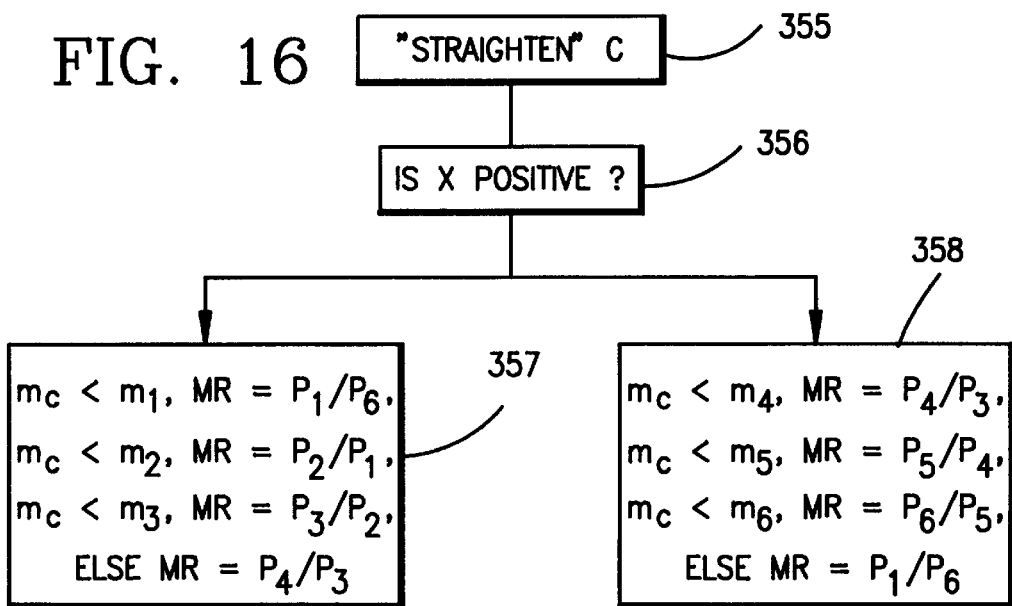 FIG. 16
"STRAIGHTEN" C
355
IS X POSITIVE ?
356
357
m_c < m_1, MR = P_1/P_6,
m_c < m_2, MR = P_2/P_1,
m_c < m_3, MR = P_3/P_2,
ELSE MR = P_4/P_3
358
m_c < m_4, MR = P_4/P_3,
m_c < m_5, MR = P_5/P_4,
m_c < m_6, MR = P_6/P_5,
ELSE MR = P_1/P_6